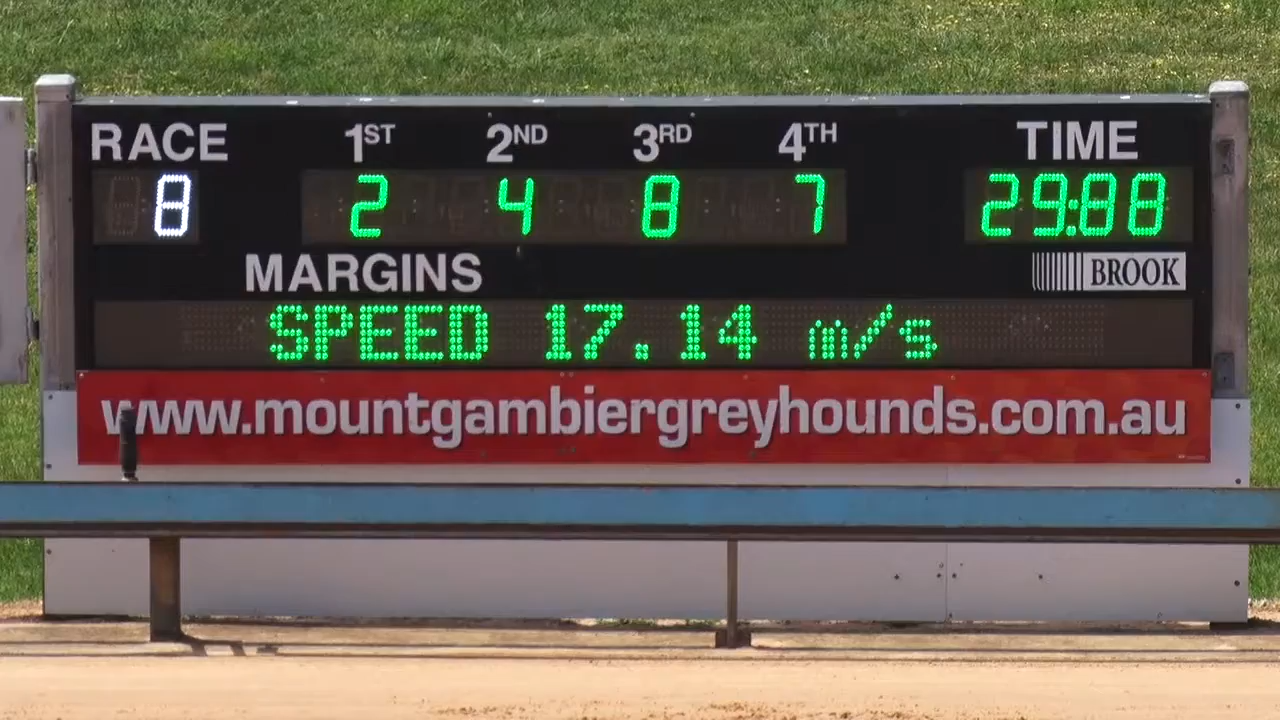 RACE 1ST 2ND 3RD 4TH TIME
8 2 4 8 7 29:88
MARGINS BROOK
SPEED 17.14 m/s
www.mountgambiergreyhounds.com.au